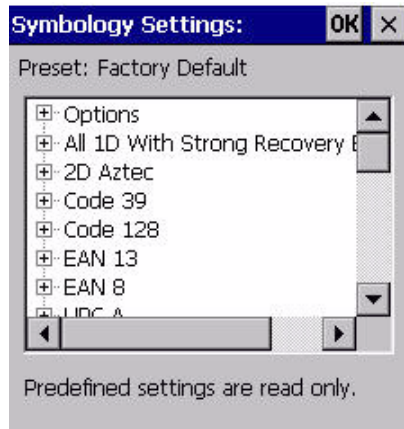 Symbology Settings: OK ×
Preset: Factory Default
Options
All 1D With Strong Recovery
2D Aztec
Code 39
Code 128
EAN 13
EAN 8
UPC A
Predefined settings are read only.